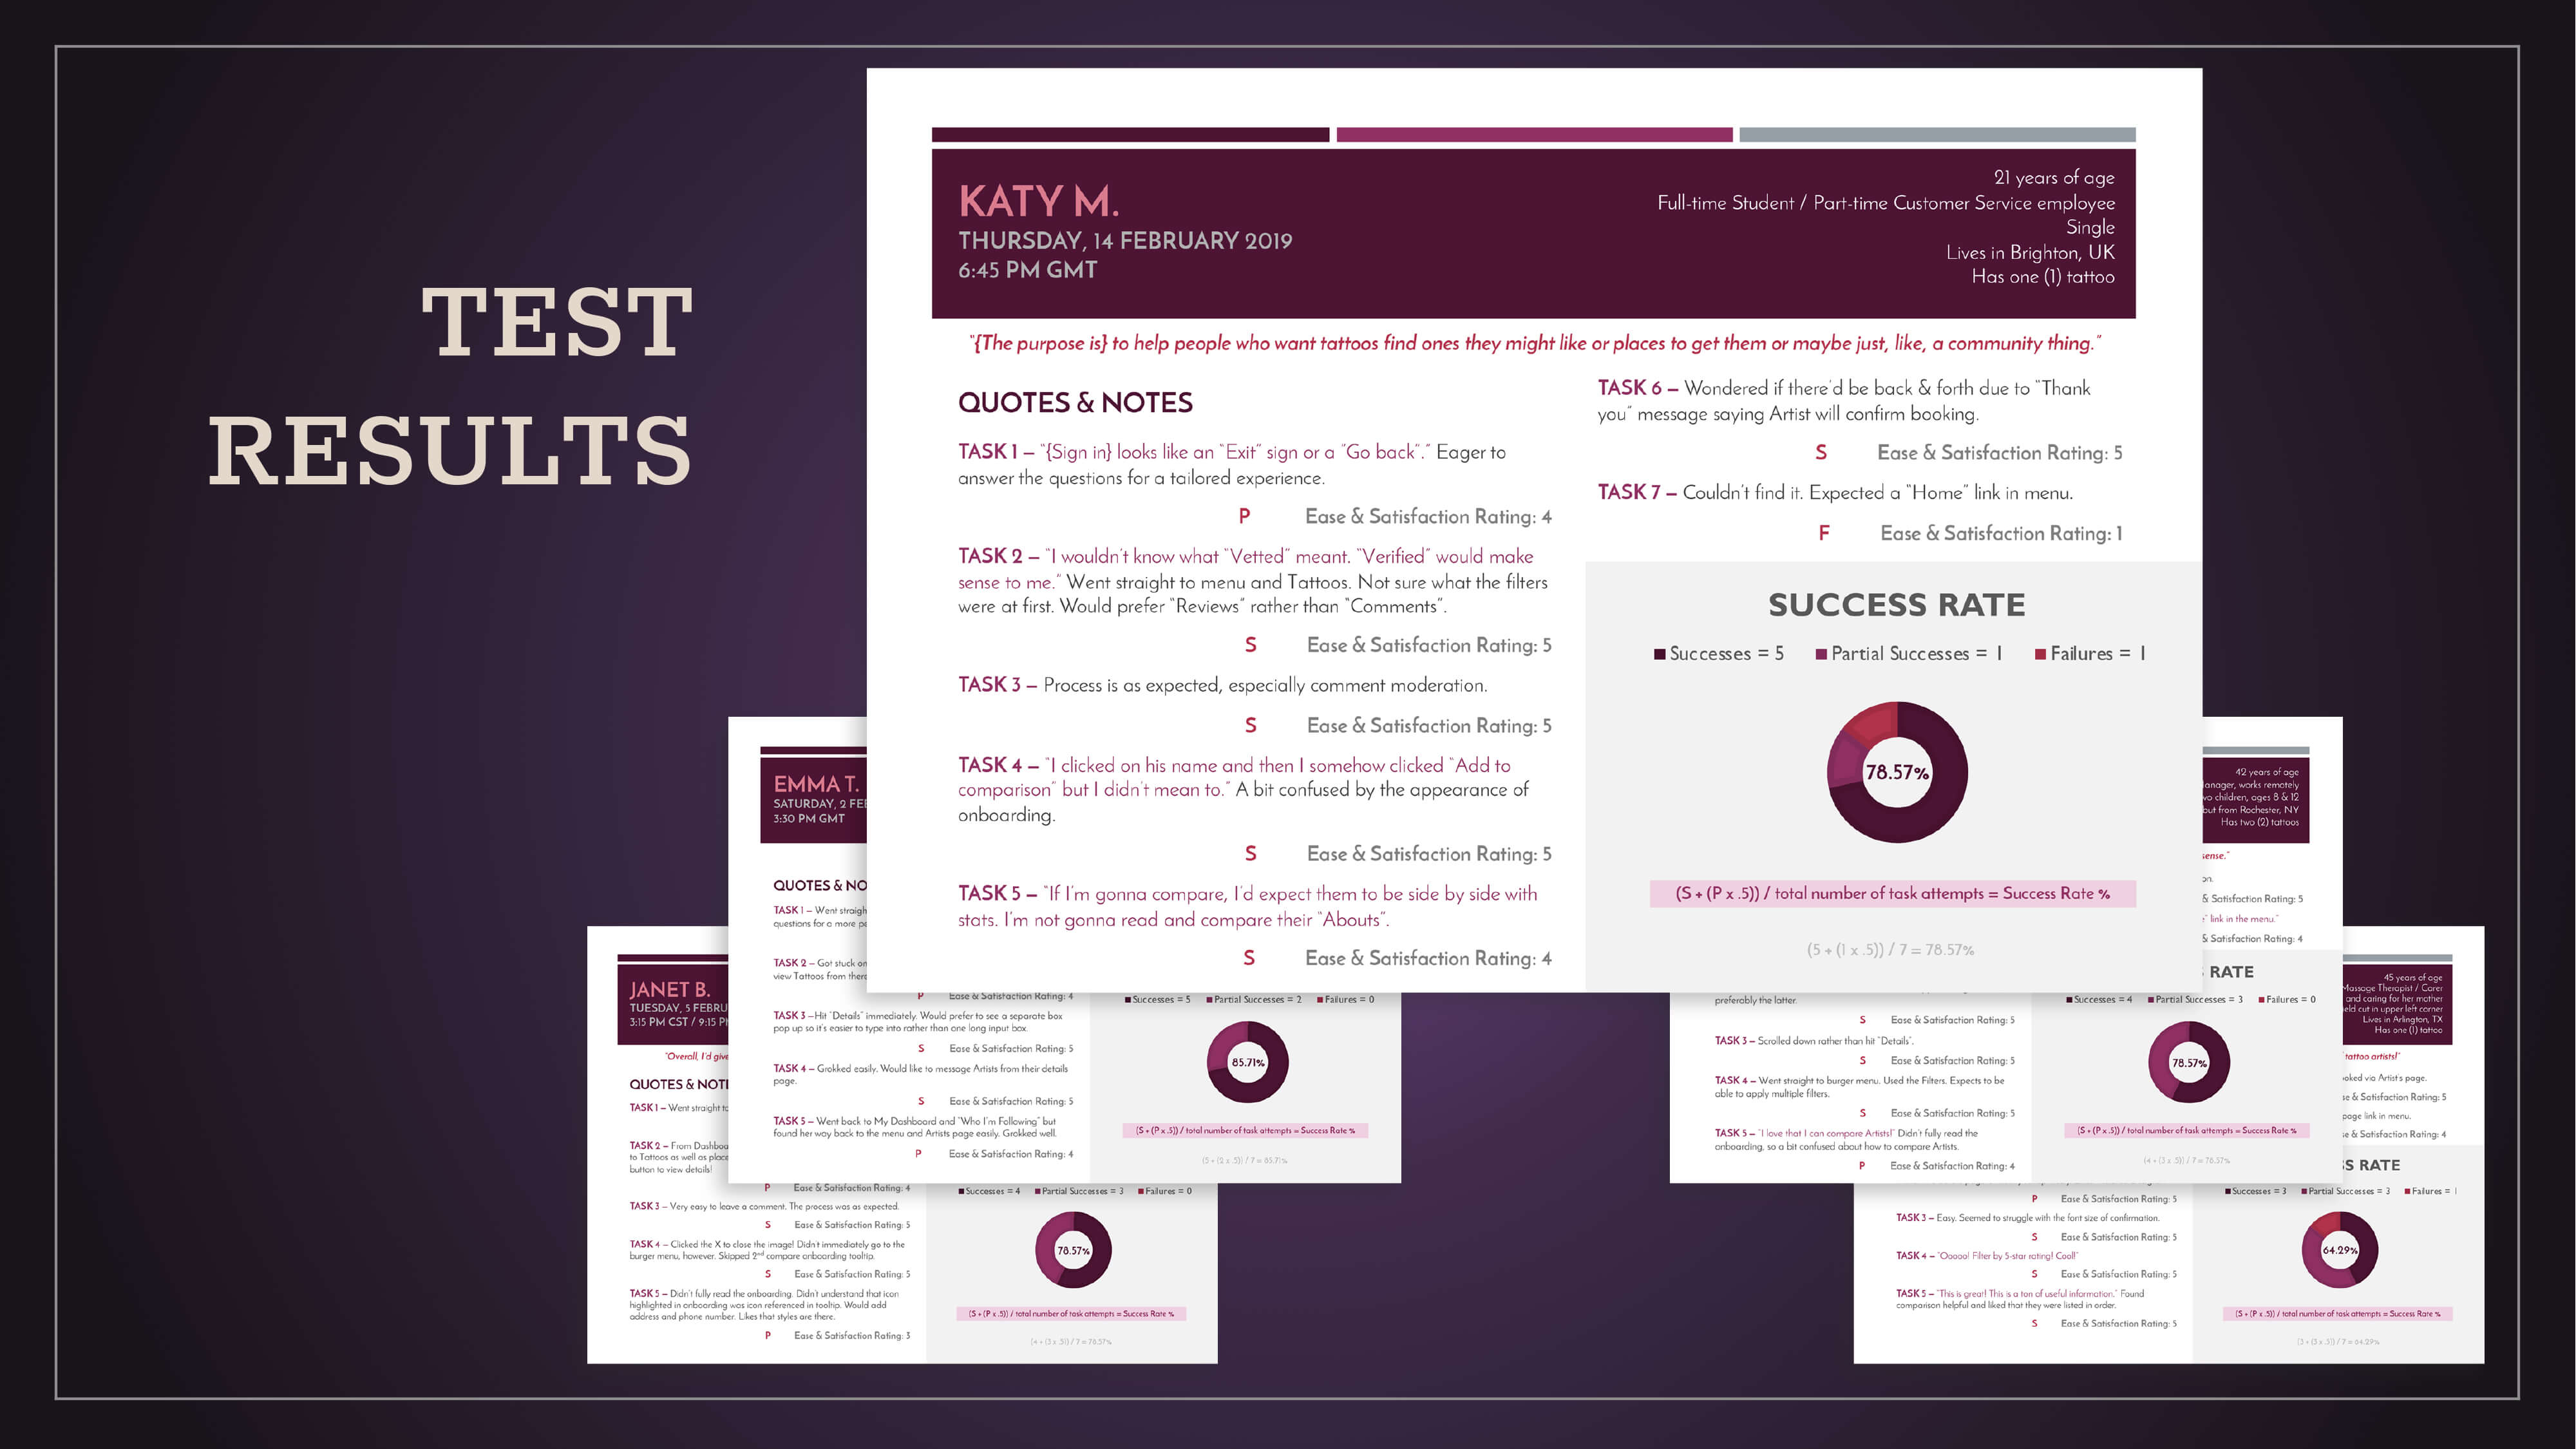 TEST
RESULTS
KATY M.
THURSDAY, 14 FEBRUARY 2019
6:45 PM GMT
21 years of age
Full-time Student / Part-time Customer Service employee
Single
Lives in Brighton, UK
Has one (1) tattoo
"{The purpose is} to help people who want tattoos find ones they might like or places to get them or maybe just, like, a community thing."
QUOTES & NOTES
TASK 1 – "{Sign in} looks like an "Exit" sign or a "Go back"." Eager to
answer the questions for a tailored experience.
P Ease & Satisfaction Rating: 4
TASK 2 – "I wouldn't know what "Vetted" meant. "Verified" would make
sense to me." Went straight to menu and Tattoos. Not sure what the filters
were at first. Would prefer "Reviews" rather than "Comments".
S Ease & Satisfaction Rating: 5
TASK 3 – Process is as expected, especially comment moderation.
S Ease & Satisfaction Rating: 5
TASK 4 – "I clicked on his name and then I somehow clicked "Add to
comparison" but I didn't mean to." A bit confused by the appearance of
onboarding.
S Ease & Satisfaction Rating: 5
TASK 5 – "If I'm gonna compare, I'd expect them to be side by side with
stats. I'm not gonna read and compare their "Abouts".
S Ease & Satisfaction Rating: 4
TASK 6 – Wondered if there'd be back & forth due to "Thank
you" message saying Artist will confirm booking.
S Ease & Satisfaction Rating: 5
TASK 7 – Couldn't find it. Expected a "Home" link in menu.
F Ease & Satisfaction Rating: 1
SUCCESS RATE
Successes = 5 Partial Successes = 1 Failures = 1
78.57%
(S + (P x .5)) / total number of task attempts = Success Rate %
(5 + (1 x .5)) / 7 = 78.57%
EMMA T.
SATURDAY, 2 FE
3:30 PM GMT
QUOTES & NO
TASK 1 – Went straigh
questions for a more pe
TASK 2 – Got stuck on
view Tattoos from there
P Ease & Satisfaction Rating: 4
TASK 3 –Hit "Details" immediately. Would prefer to see a separate box
pop up so it's easier to type into rather than one long input box.
S Ease & Satisfaction Rating: 5
TASK 4 – Grokked easily. Would like to message Artists from their details
page.
S Ease & Satisfaction Rating: 5
TASK 5 – Went back to My Dashboard and "Who I'm Following" but
found her way back to the menu and Artists page easily. Grokked well.
P Ease & Satisfaction Rating: 4
Successes = 5 Partial Successes = 2 Failures = 0
85.71%
(S + (P x .5)) / total number of task attempts = Success Rate %
(5 + (2 x .5)) / 7 = 85.71%
JANET B.
TUESDAY, 5 FEBRU
3:15 PM CST / 9:15 P
"Overall, I'd give
QUOTES & NOT
TASK 1 – Went straight to
TASK 2 – From Dashboa
to Tattoos as well as place
button to view details!
P Ease & Satisfaction Rating: 4
TASK 3 – Very easy to leave a comment. The process was as expected.
S Ease & Satisfaction Rating: 5
TASK 4 – Clicked the X to close the image! Didn't immediately go to the
burger menu, however. Skipped 2nd compare onboarding tooltip.
S Ease & Satisfaction Rating: 5
TASK 5 – Didn't fully read the onboarding. Didn't understand that icon
highlighted in onboarding was icon referenced in tooltip. Would add
address and phone number. Likes that styles are there.
P Ease & Satisfaction Rating: 3
Successes = 4 Partial Successes = 3 Failures = 0
78.57%
(S + (P x .5)) / total number of task attempts = Success Rate %
(4 + (3 x .5)) / 7 = 78.57%
42 years of age
anager, works remotely
wo children, ages 8 & 12
but from Rochester, NY
Has two (2) tattoos
sense."
on.
& Satisfaction Rating: 5
" link in the menu."
& Satisfaction Rating: 4
RATE
preferably the latter.
S Ease & Satisfaction Rating: 5
TASK 3 – Scrolled down rather than hit "Details".
S Ease & Satisfaction Rating: 5
TASK 4 – Went straight to burger menu. Used the Filters. Expects to be
able to apply multiple filters.
S Ease & Satisfaction Rating: 5
TASK 5 – "I love that I can compare Artists!" Didn't fully read the
onboarding, so a bit confused about how to compare Artists.
P Ease & Satisfaction Rating: 4
Successes = 4 Partial Successes = 3 Failures = 0
78.57%
(S + (P x .5)) / total number of task attempts = Success Rate %
(4 + (3 x .5)) / 7 = 78.57%
45 years of age
Massage Therapist / Carer
and caring for her mother
eld cut in upper left corner
Lives in Arlington, TX
Has one (1) tattoo
tattoo artists!"
ooked via Artist's page.
se & Satisfaction Rating: 5
page link in menu.
se & Satisfaction Rating: 4
S RATE
P Ease & Satisfaction Rating: 5
TASK 3 – Easy. Seemed to struggle with the font size of confirmation.
S Ease & Satisfaction Rating: 5
TASK 4 – "Ooooo! Filter by 5-star rating! Cool!"
S Ease & Satisfaction Rating: 5
TASK 5 – "This is great! This is a ton of useful information." Found
comparison helpful and liked that they were listed in order.
S Ease & Satisfaction Rating: 5
Successes = 3 Partial Successes = 3 Failures = 1
64.29%
(S + (P x .5)) / total number of task attempts = Success Rate %
(3 + (3 x .5)) / 7 = 64.29%